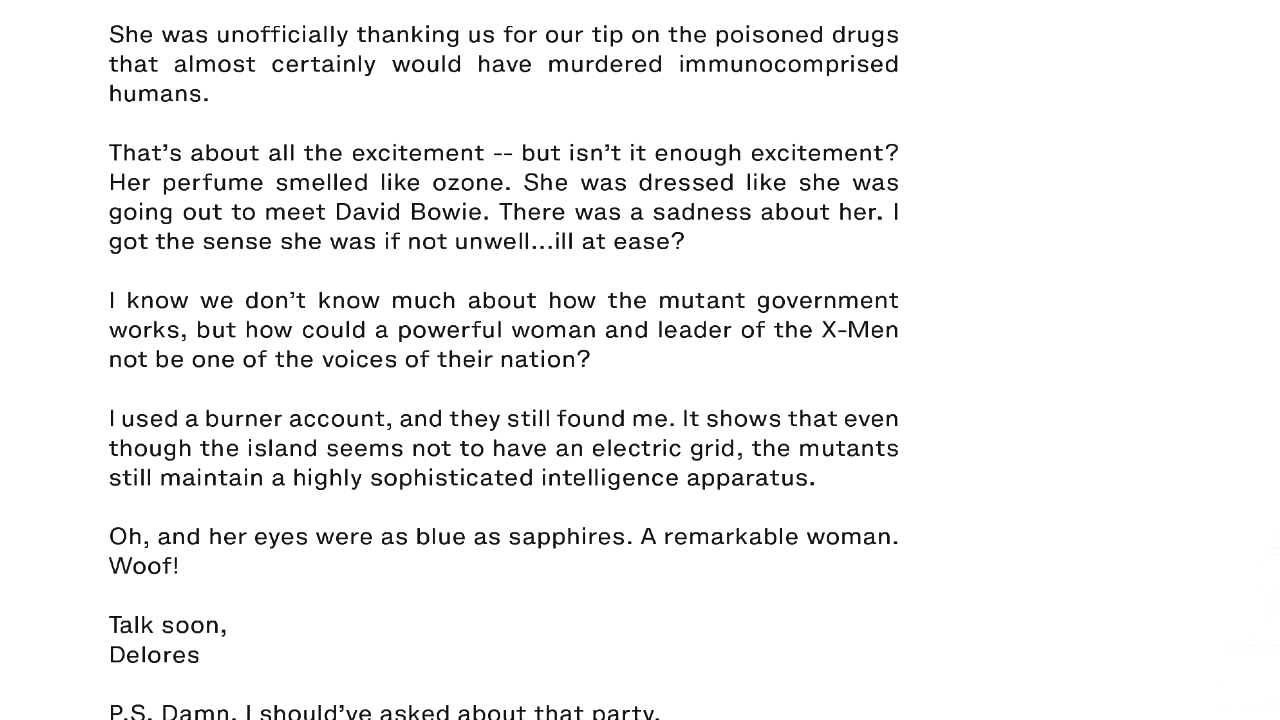 She was unofficially thanking us for our tip on the poisoned drugs
that almost certainly would have murdered immunocomprised
humans.
That's about all the excitement -- but isn't it enough excitement?
Her perfume smelled like ozone. She was dressed like she was
going out to meet David Bowie. There was a sadness about her. I
got the sense she was if not unwell...ill at ease?
I know we don't know much about how the mutant government
works, but how could a powerful woman and leader of the X-Men
not be one of the voices of their nation?
I used a burner account, and they still found me. It shows that even
though the island seems not to have an electric grid, the mutants
still maintain a highly sophisticated intelligence apparatus.
Oh, and her eyes were as blue as sapphires. A remarkable woman.
Woof!
Talk soon,
Delores
P.S. Damn, I should've asked about that party.